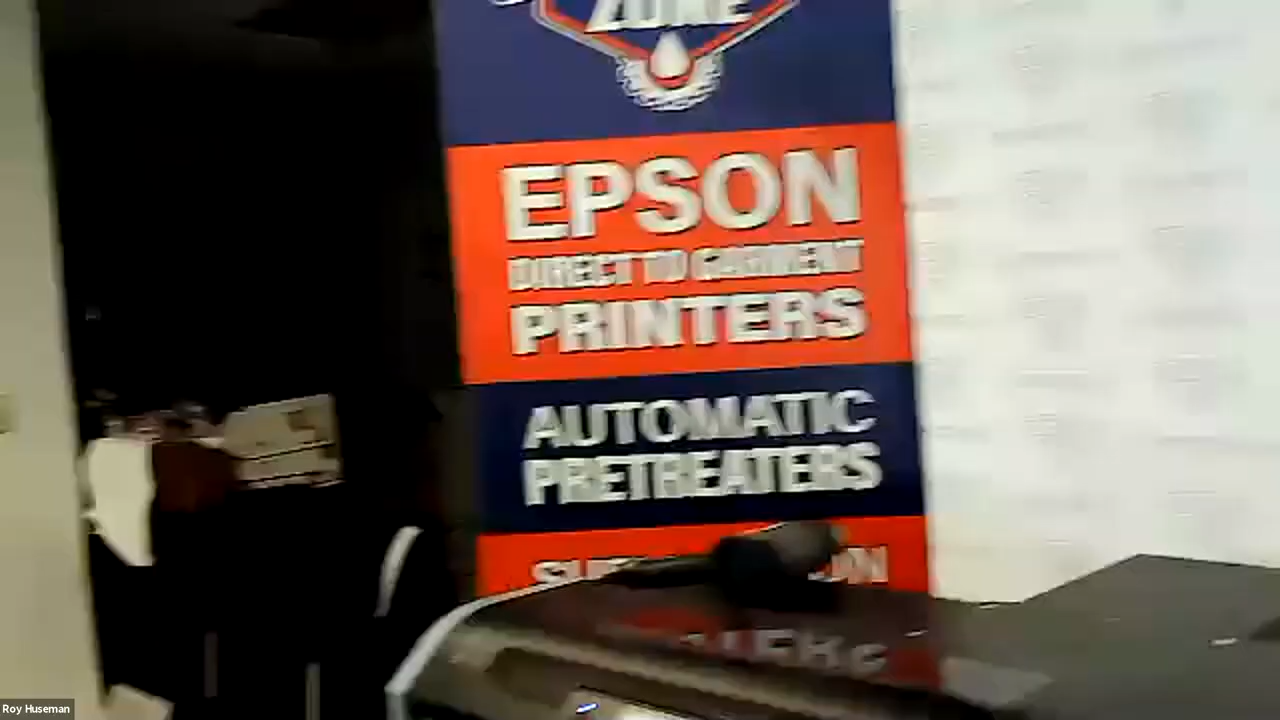 ZONE
EPSON
DIRECT TO GARMENT
PRINTERS
AUTOMATIC
PRETREATERS
Roy Huseman